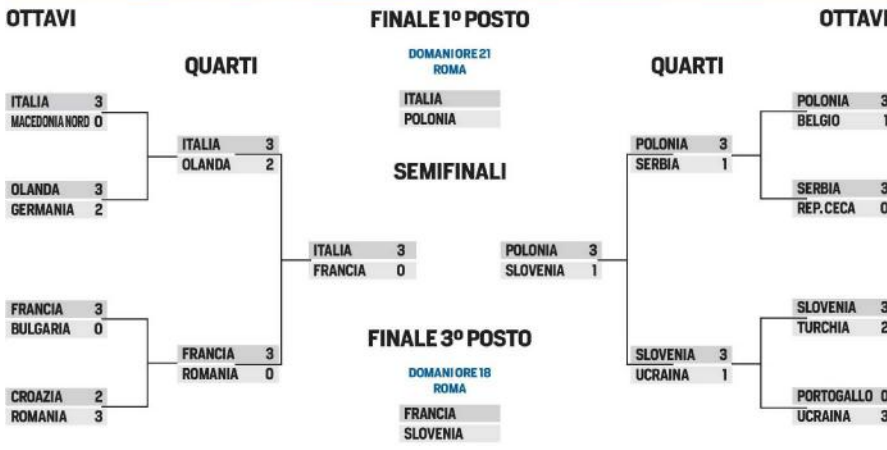 OTTAVI
FINALE 1º POSTO
OTTAVI
QUARTI
DOMANI ORE 21
ROMA
QUARTI
ITALIA 3
MACEDONIA NORD 0
ITALIA
POLONIA
POLONIA 3
BELGIO 1
ITALIA 3
OLANDA 2
POLONIA 3
SERBIA 1
SEMIFINALI
OLANDA 3
GERMANIA 2
SERBIA 3
REP. CECA 0
ITALIA 3
FRANCIA 0
POLONIA 3
SLOVENIA 1
FRANCIA 3
BULGARIA 0
SLOVENIA 3
TURCHIA 2
FINALE 3º POSTO
FRANCIA 3
ROMANIA 0
SLOVENIA 3
UCRAINA 1
DOMANI ORE 18
ROMA
CROAZIA 2
ROMANIA 3
PORTOGALLO 0
UCRAINA 3
FRANCIA
SLOVENIA